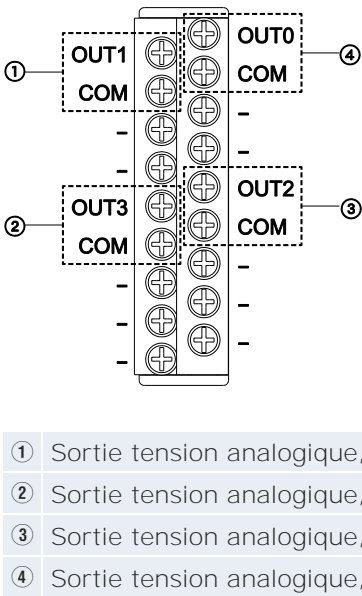 OUT0
OUT1
④
①
COM
COM
-
-
-
-
OUT2
OUT3
③
②
COM
COM
-
-
-
-
-
-
① Sortie tension analogique,
② Sortie tension analogique,
③ Sortie tension analogique,
④ Sortie tension analogique,